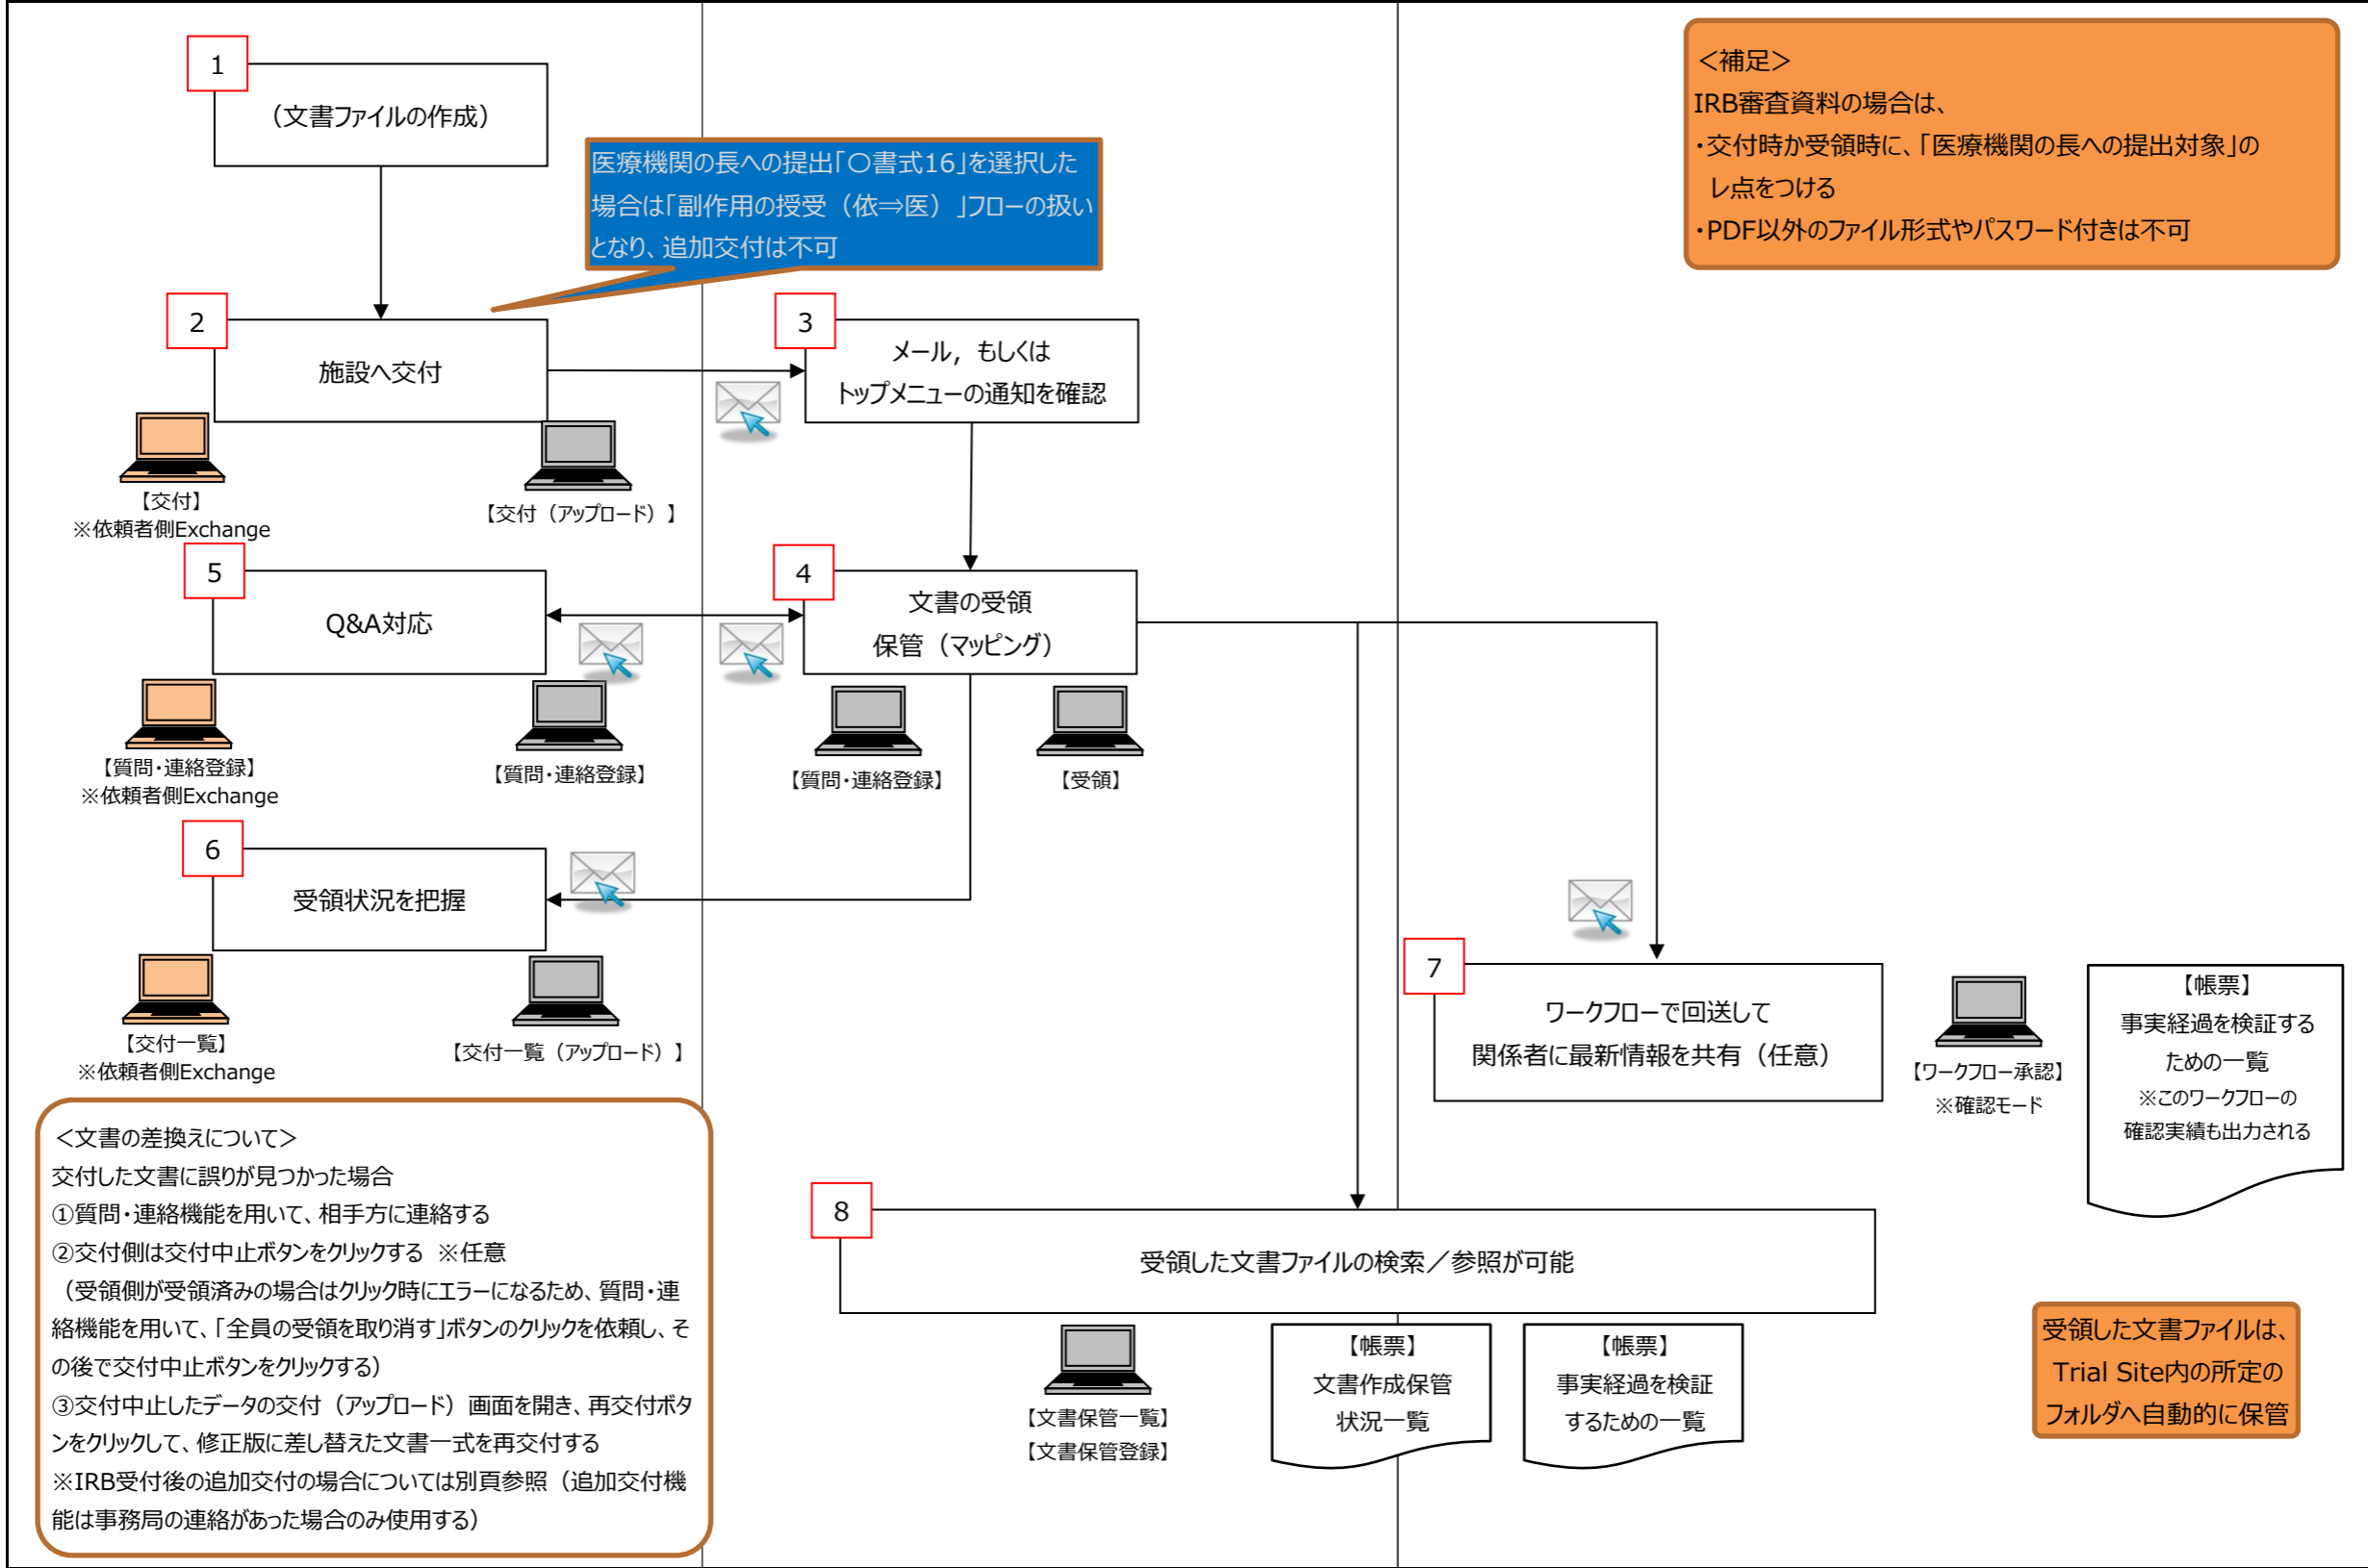 1
（文書ファイルの作成）
医療機関の長への提出「〇書式16」を選択した
場合は「副作用の授受（依⇒医）」フローの扱い
となり、追加交付は不可
＜補足＞
IRB審査資料の場合は、
・交付時か受領時に、「医療機関の長への提出対象」の
レ点をつける
・PDF以外のファイル形式やパスワード付きは不可
2
施設へ交付
【交付】
※依頼者側Exchange
【交付（アップロード）】
3
メール，もしくは
トップメニューの通知を確認
5
Q&A対応
【質問・連絡登録】
※依頼者側Exchange
【質問・連絡登録】
4
文書の受領
保管（マッピング）
【質問・連絡登録】
【受領】
6
受領状況を把握
【交付一覧】
※依頼者側Exchange
【交付一覧（アップロード）】
7
ワークフローで回送して
関係者に最新情報を共有（任意）
【ワークフロー承認】
※確認モード
【帳票】
事実経過を検証する
ための一覧
※このワークフローの
確認実績も出力される
＜文書の差換えについて＞
交付した文書に誤りが見つかった場合
①質問・連絡機能を用いて、相手方に連絡する
②交付側は交付中止ボタンをクリックする ※任意
（受領側が受領済みの場合はクリック時にエラーになるため、質問・連
絡機能を用いて、「全員の受領を取り消す」ボタンのクリックを依頼し、そ
の後で交付中止ボタンをクリックする）
③交付中止したデータの交付（アップロード）画面を開き、再交付ボタ
ンをクリックして、修正版に差し替えた文書一式を再交付する
※IRB受付後の追加交付の場合については別頁参照（追加交付機
能は事務局の連絡があった場合のみ使用する）
8
受領した文書ファイルの検索／参照が可能
【文書保管一覧】
【文書保管登録】
【帳票】
文書作成保管
状況一覧
【帳票】
事実経過を検証
するための一覧
受領した文書ファイルは、
Trial Site内の所定の
フォルダへ自動的に保管